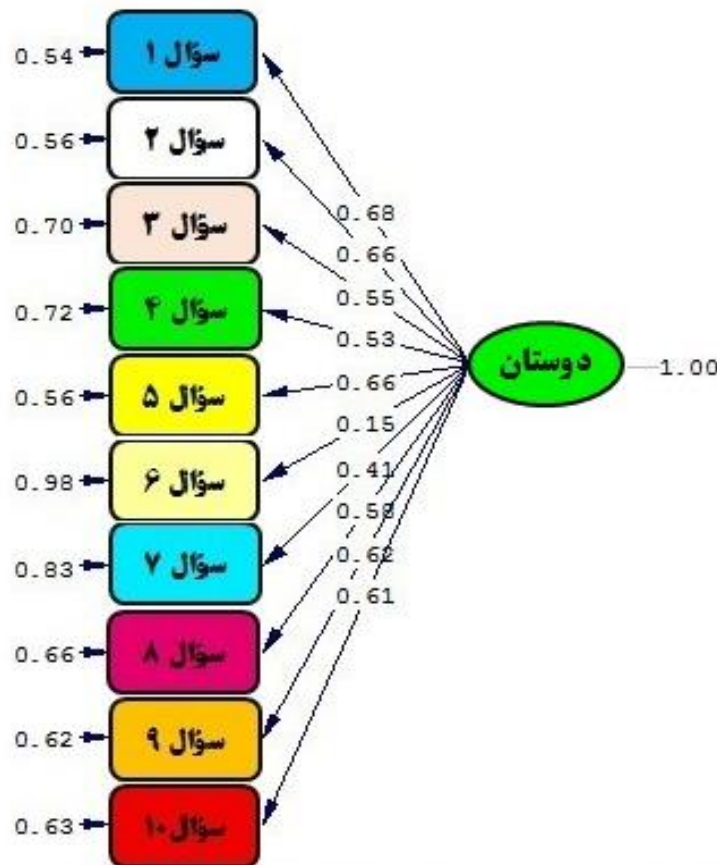 سؤال ۱
0.54
سؤال ۲
0.56
سؤال ۳
0.70
سؤال ۴
0.72
سؤال ۵
0.56
سؤال ۶
0.98
سؤال ۷
0.83
سؤال ۸
0.66
سؤال ۹
0.62
سؤال ۱۰
0.63
0.68
0.66
0.55
0.53
0.66
0.15
0.41
0.58
0.62
0.61
دوستان
1.00